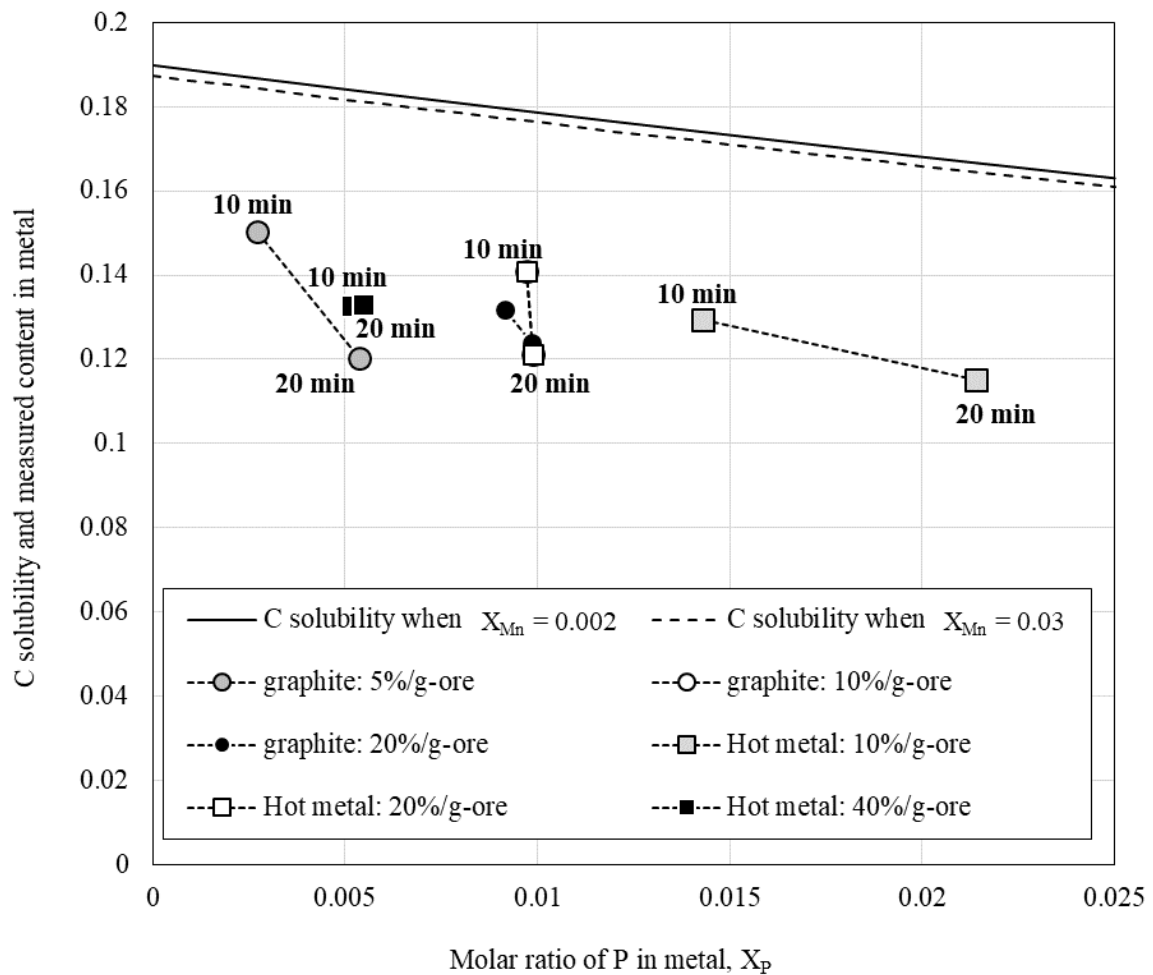 0.2
0.18
0.16
10 min
0.14
10 min
10 min
10 min
20 min
0.12
20 min
20 min
20 min
0.1
0.08
0.06
C solubility when X_Mn = 0.002
C solubility when X_Mn = 0.03
0.04
graphite: 5%/g-ore
graphite: 10%/g-ore
graphite: 20%/g-ore
Hot metal: 10%/g-ore
0.02
Hot metal: 20%/g-ore
Hot metal: 40%/g-ore
0
0
0.005
0.01
0.015
0.02
0.025
C solubility and measured content in metal
Molar ratio of P in metal, X_P